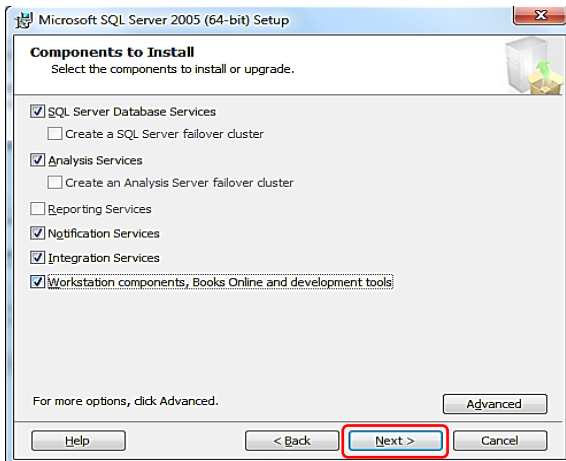 Microsoft SQL Server 2005 (64-bit) Setup
Components to Install
Select the components to install or upgrade.
SQL Server Database Services
Create a SQL Server failover cluster
Analysis Services
Create an Analysis Server failover cluster
Reporting Services
Notification Services
Integration Services
Workstation components, Books Online and development tools
For more options, click Advanced.
Advanced
Help
< Back
Next >
Cancel